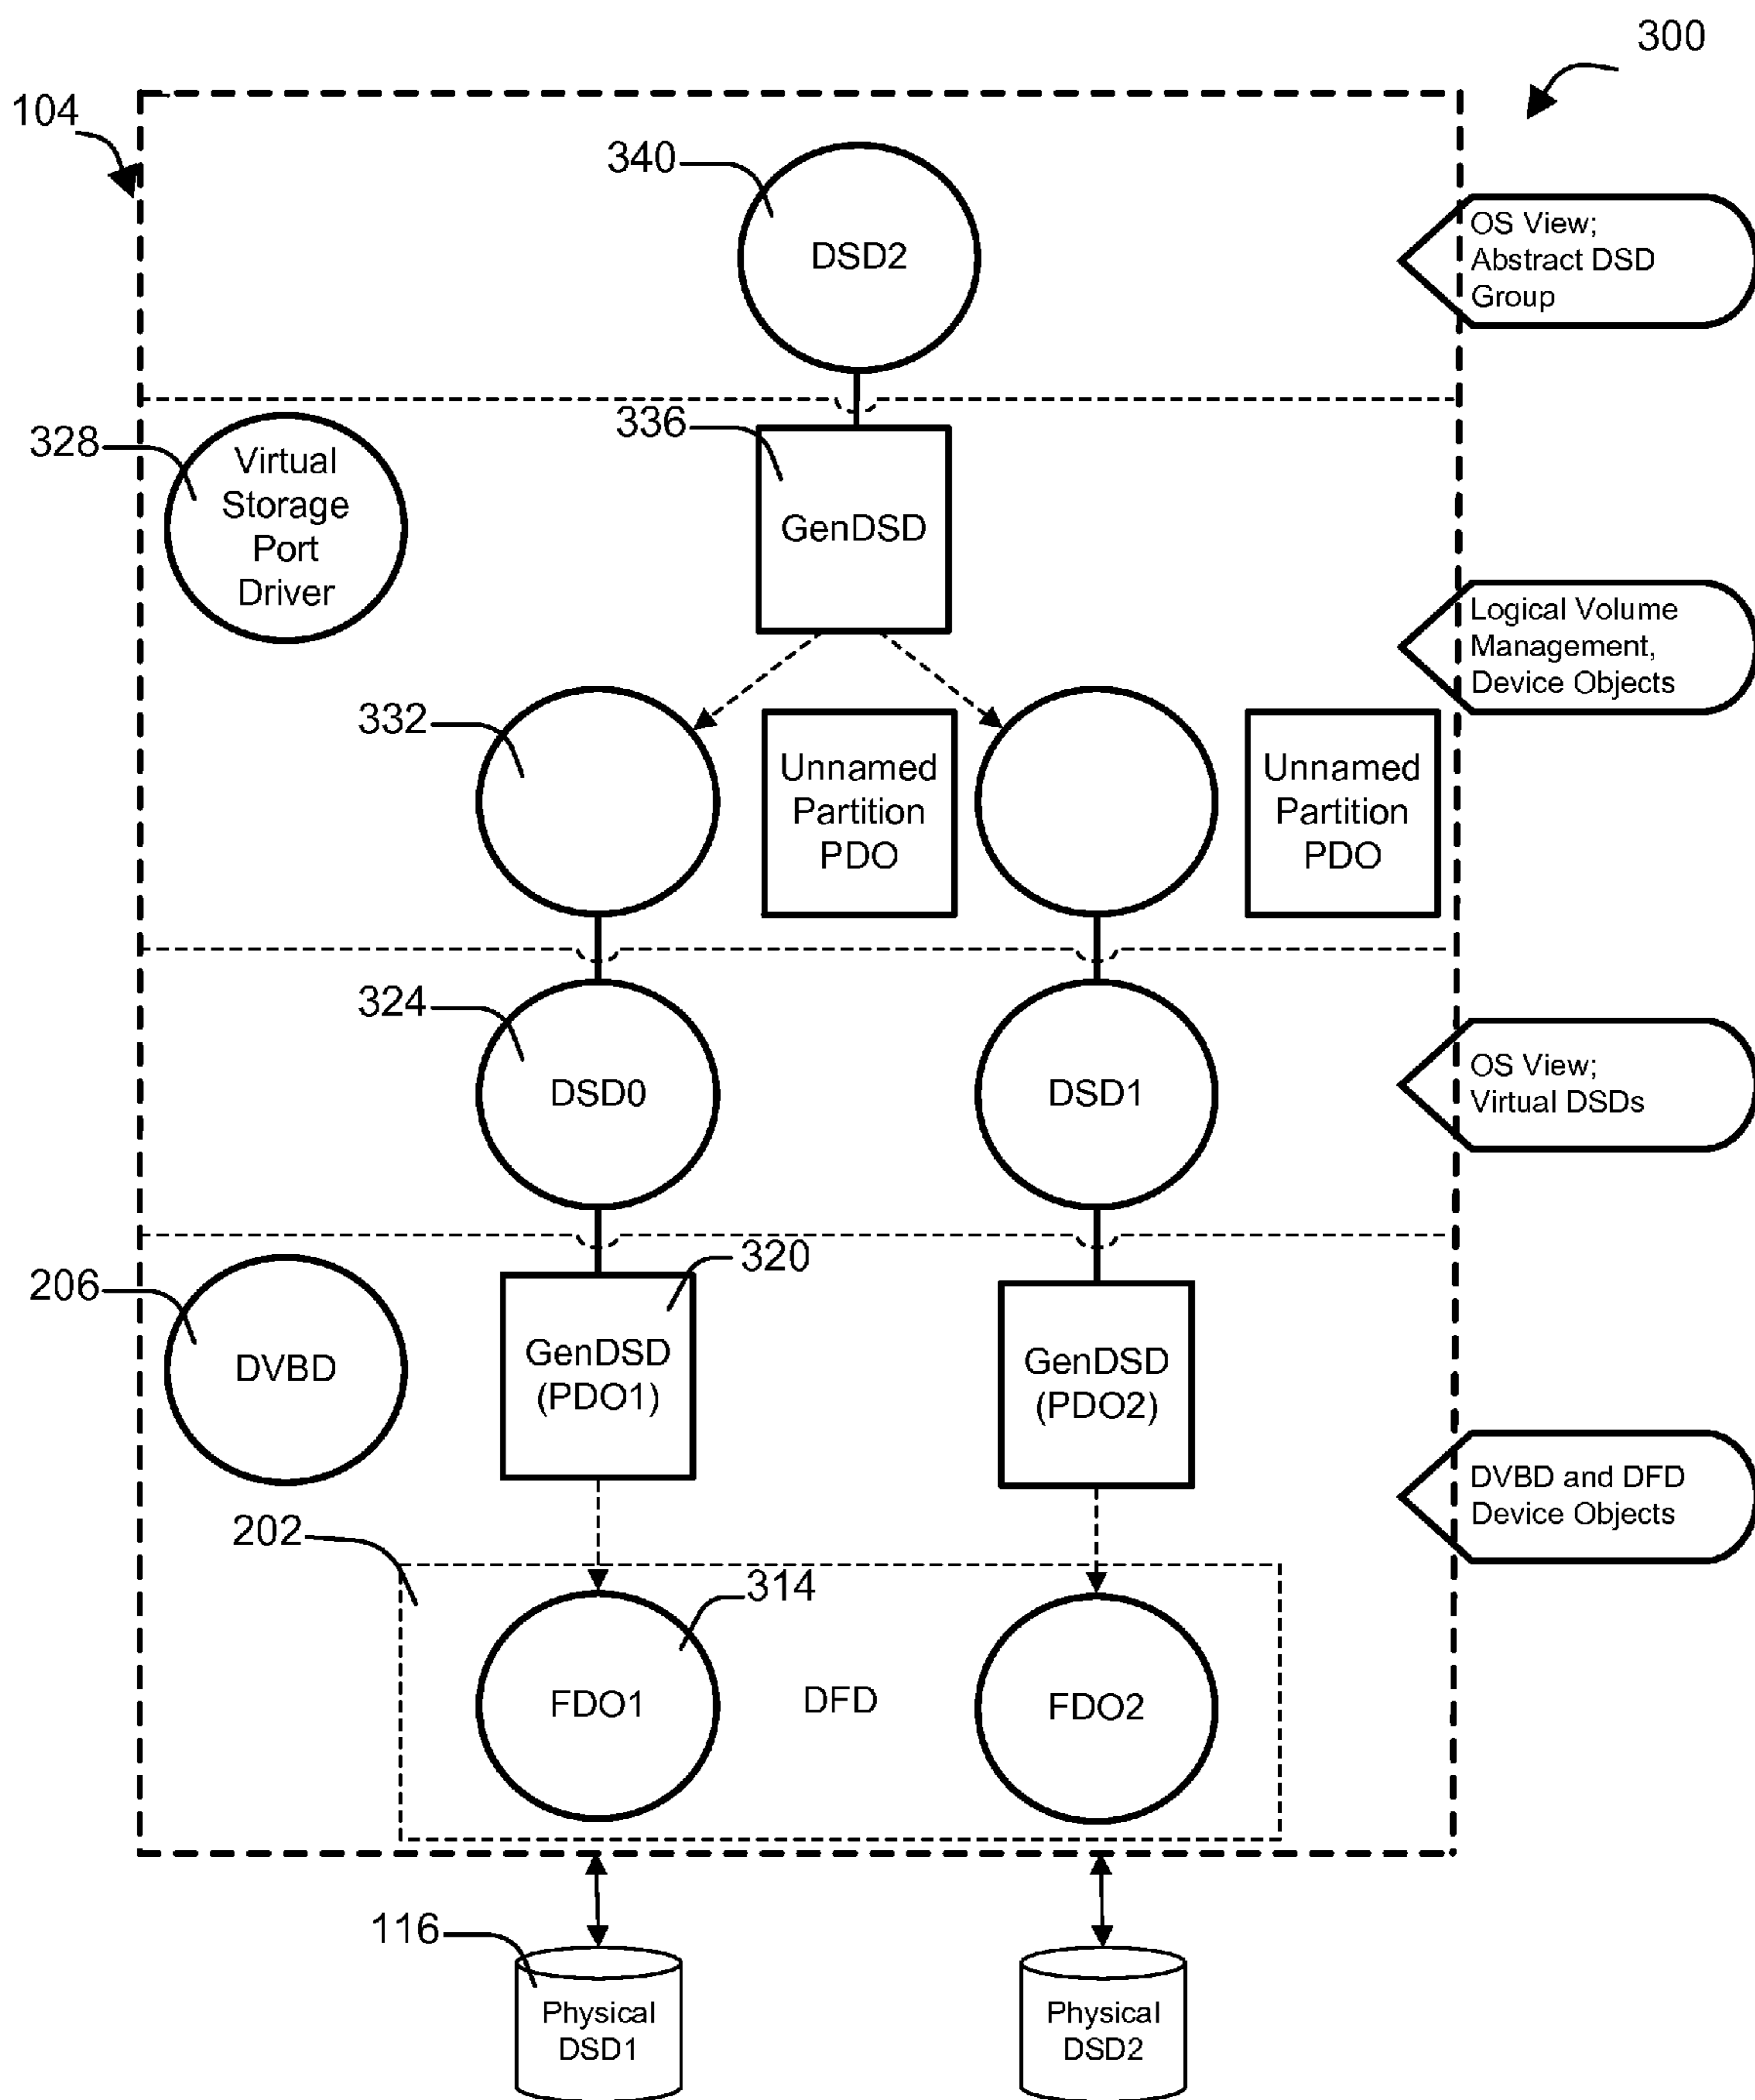 300
104
340
DSD2
OS View;
Abstract DSD
Group
328
Virtual
Storage
Port
Driver
336
GenDSD
Logical Volume
Management,
Device Objects
332
Unnamed
Partition
PDO
Unnamed
Partition
PDO
324
DSD0
DSD1
OS View;
Virtual DSDs
206
DVBD
320
GenDSD
(PDO1)
GenDSD
(PDO2)
DVBD and DFD
Device Objects
202
314
FDO1
DFD
FDO2
116
Physical
DSD1
Physical
DSD2